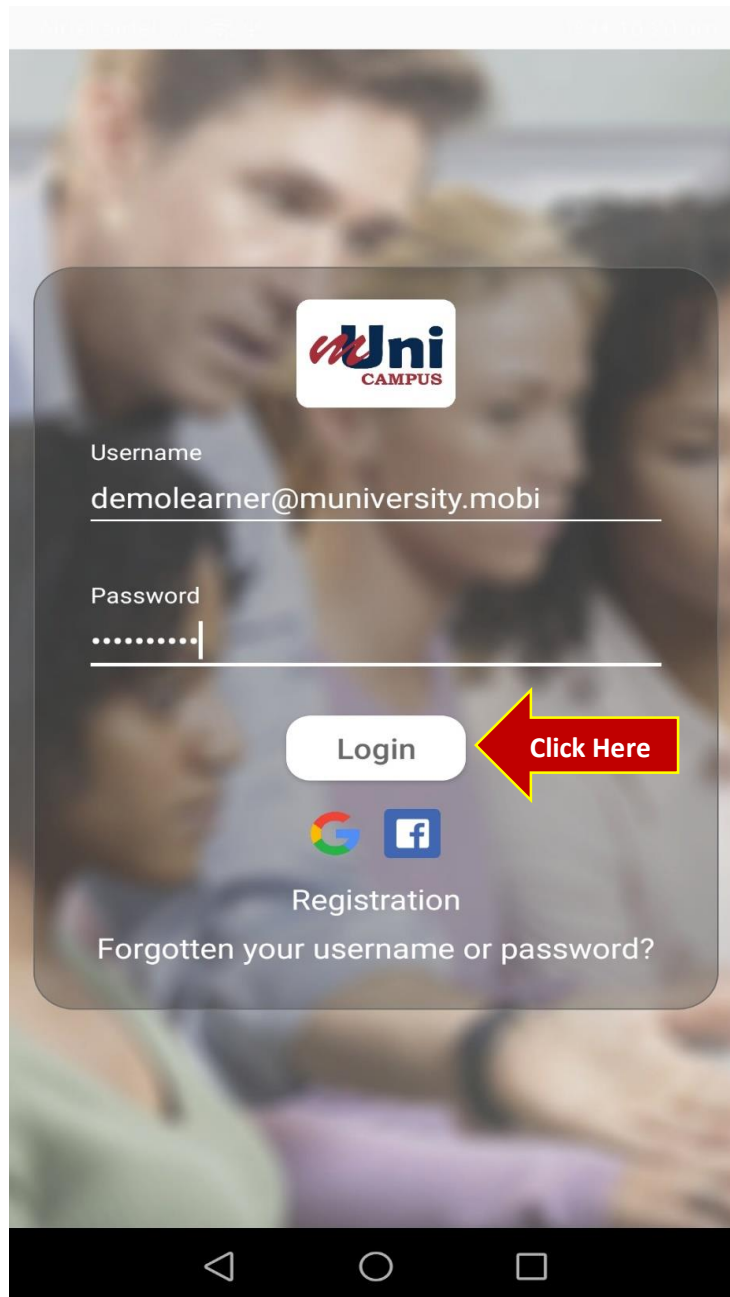 mUni
CAMPUS
Username
demolearner@muniversity.mobi
Password
••••••••••
Login
Click Here
Registration
Forgotten your username or password?